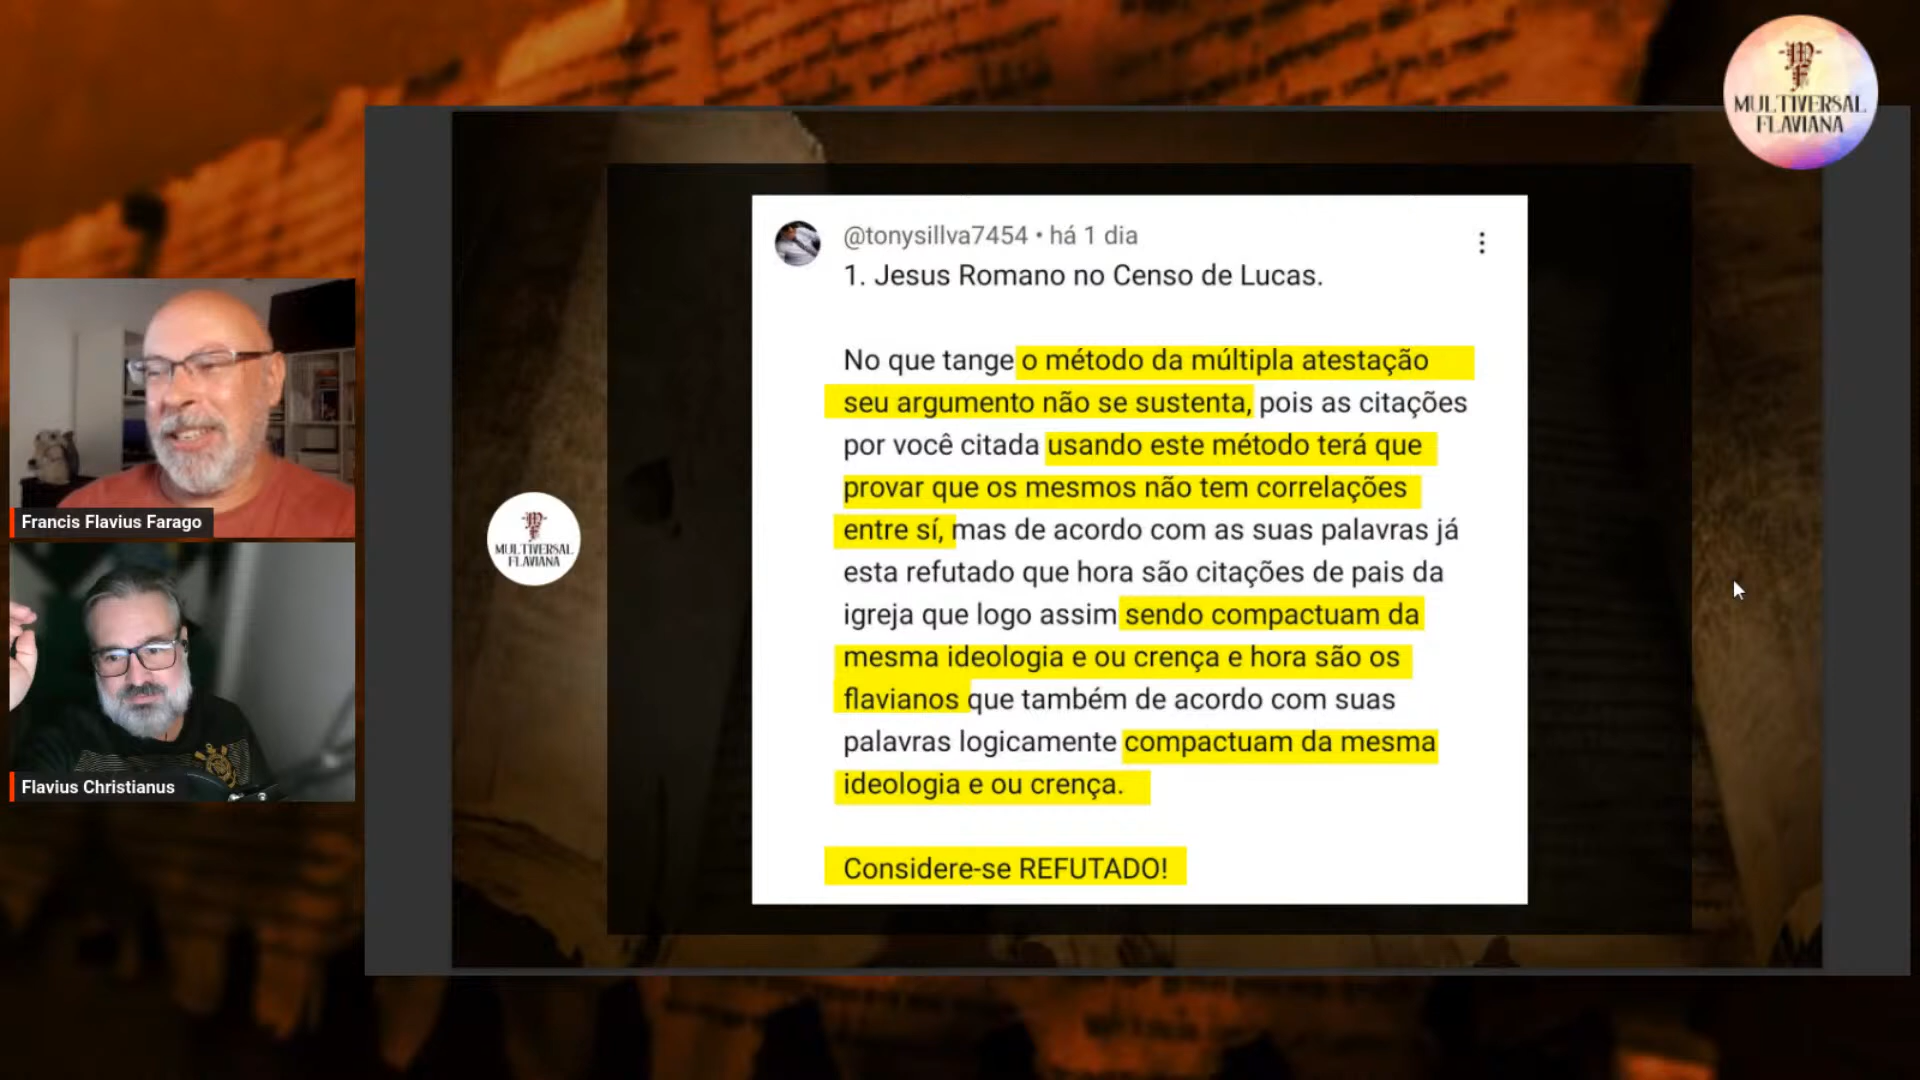 MULTIVERSAL
FLAVIANA
@tonysillva7454 • há 1 dia
1. Jesus Romano no Censo de Lucas.
No que tange o método da múltipla atestação
seu argumento não se sustenta, pois as citações
por você citada usando este método terá que
provar que os mesmos não tem correlações
entre sí, mas de acordo com as suas palavras já
esta refutado que hora são citações de pais da
igreja que logo assim sendo compactuam da
mesma ideologia e ou crença e hora são os
flavianos que também de acordo com suas
palavras logicamente compactuam da mesma
ideologia e ou crença.
Considere-se REFUTADO!
MULTIVERSAL
FLAVIANA
Francis Flavius Farago
Flavius Christianus